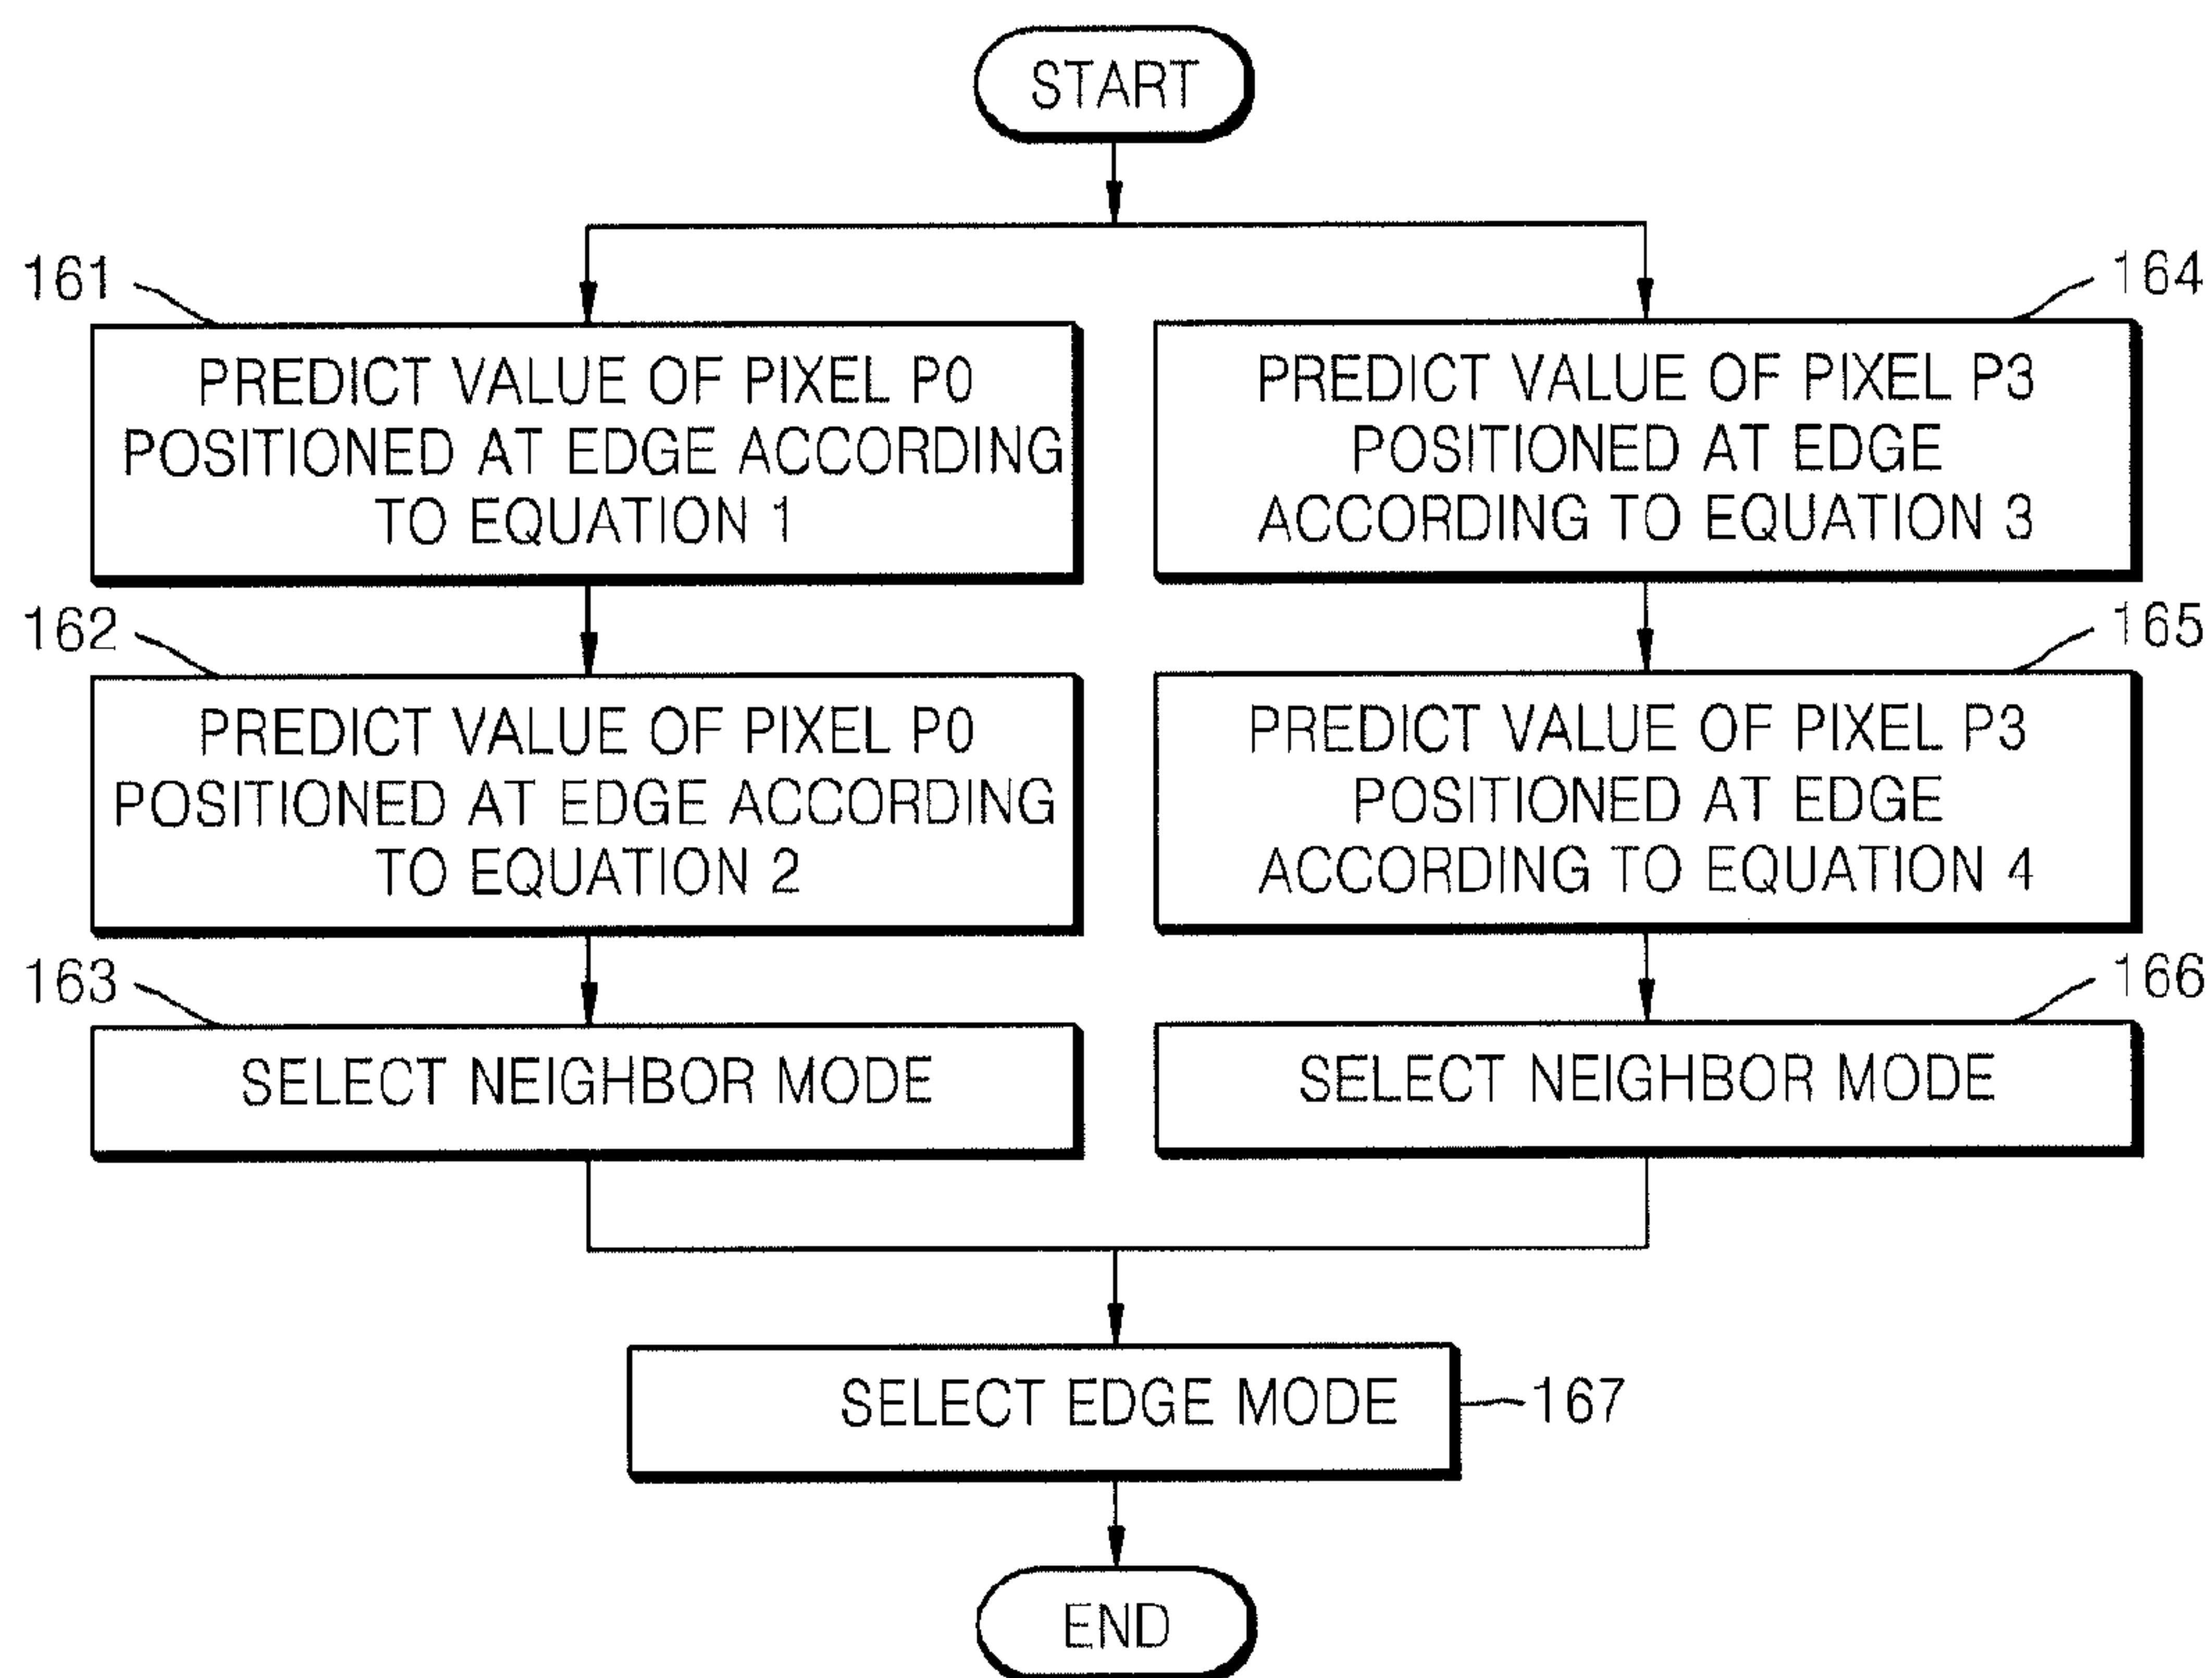 START
161
PREDICT VALUE OF PIXEL P0
POSITIONED AT EDGE ACCORDING
TO EQUATION 1
164
PREDICT VALUE OF PIXEL P3
POSITIONED AT EDGE
ACCORDING TO EQUATION 3
162
PREDICT VALUE OF PIXEL P0
POSITIONED AT EDGE ACCORDING
TO EQUATION 2
165
PREDICT VALUE OF PIXEL P3
POSITIONED AT EDGE
ACCORDING TO EQUATION 4
163
SELECT NEIGHBOR MODE
166
SELECT NEIGHBOR MODE
SELECT EDGE MODE
167
END